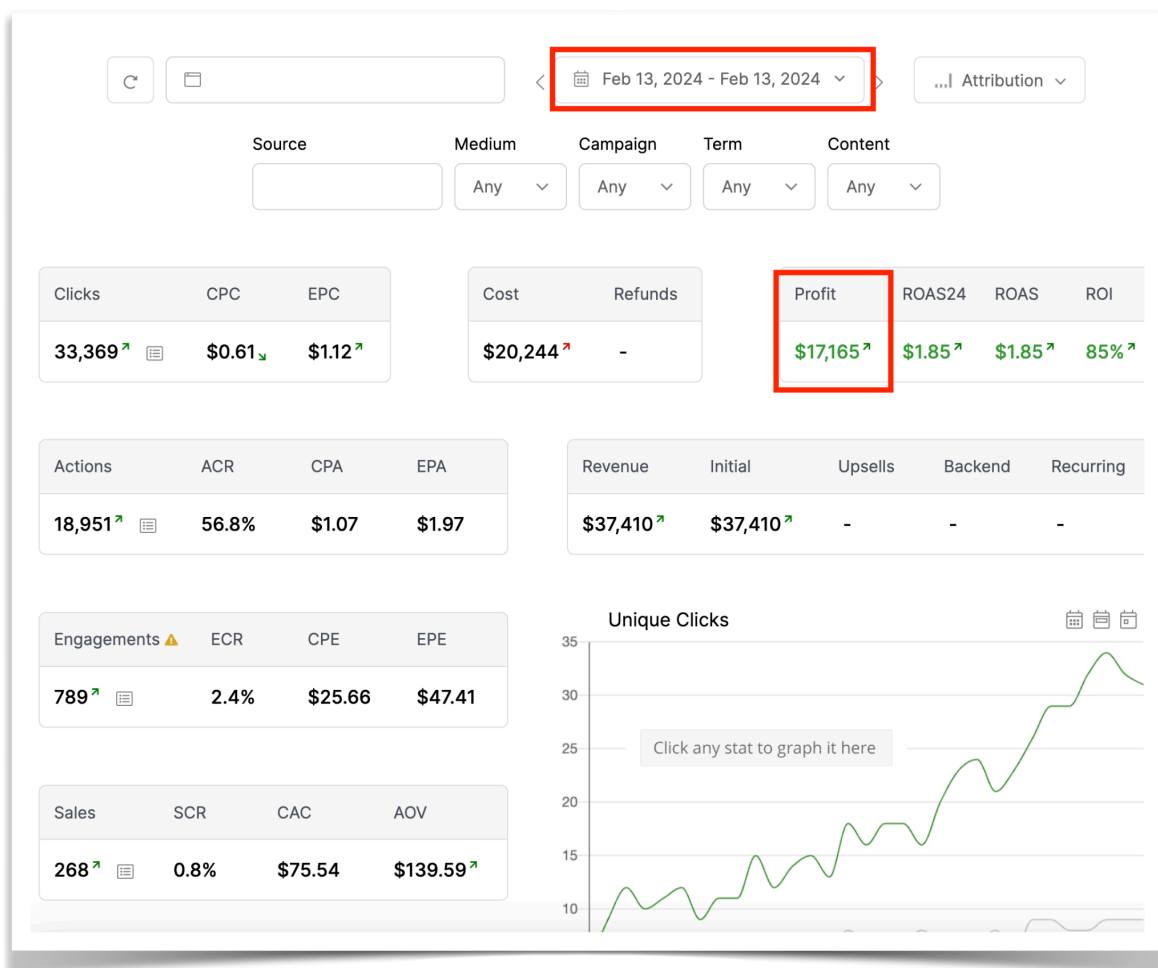 Feb 13, 2024 - Feb 13, 2024
Attribution
Source Medium Campaign Term Content
Any Any Any Any
Clicks CPC EPC
33,369 $0.61 $1.12
Cost Refunds
$20,244 -
Profit ROAS24 ROAS ROI
$17,165 $1.85 $1.85 85%
Actions ACR CPA EPA
18,951 56.8% $1.07 $1.97
Revenue Initial Upsells Backend Recurring
$37,410 $37,410 - - -
Engagements ECR CPE EPE
789 2.4% $25.66 $47.41
Sales SCR CAC AOV
268 0.8% $75.54 $139.59
Unique Clicks
35
30
25
Click any stat to graph it here
20
15
10